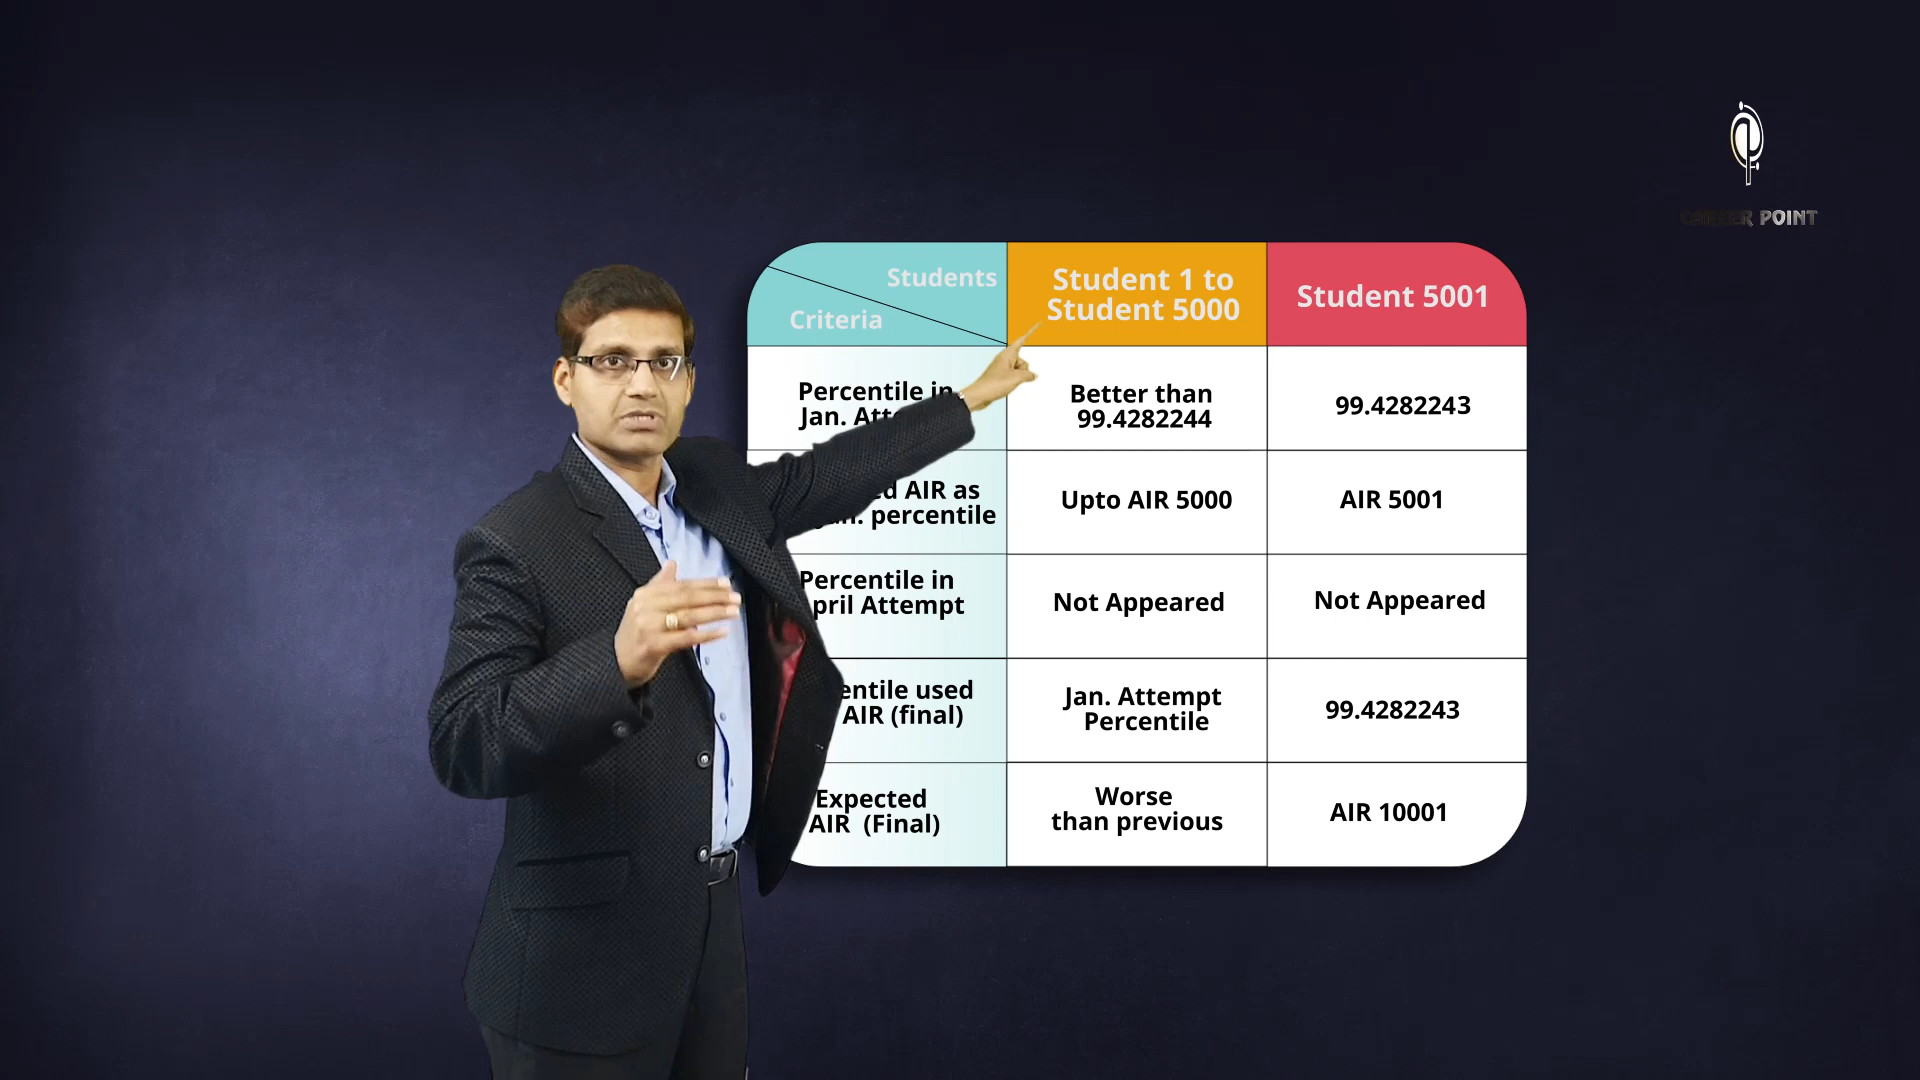 CAREER POINT
Students
Criteria
Student 1 to
Student 5000
Student 5001
Percentile in
Jan.
Better than
99.4282244
99.4282243
AIR as
percentile
Upto AIR 5000
AIR 5001
Percentile in
Attempt
Not Appeared
Not Appeared
used
AIR (final)
Jan. Attempt
Percentile
99.4282243
Expected
AIR (Final)
Worse
than previous
AIR 10001